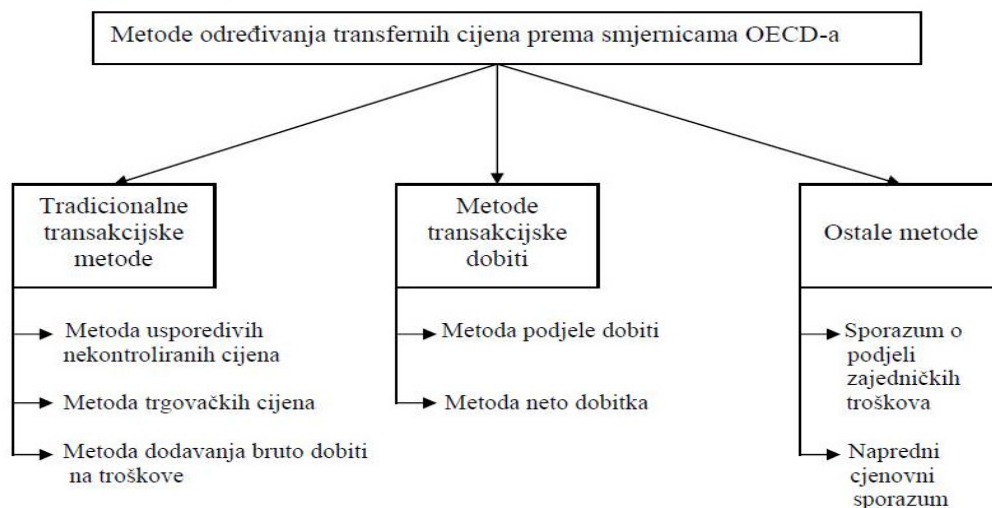 Metode određivanja transfernih cijena prema smjernicama OECD-a
Tradicionalne
transakcijske
metode
Metoda usporedivih
nekontroliranih cijena
Metoda trgovačkih cijena
Metoda dodavanja bruto dobiti
na troškove
Metode
transakcijske
dobiti
Metoda podjele dobiti
Metoda neto dobitka
Ostale metode
Sporazum o
podjeli
zajedničkih
troškova
Napredni
cjenovni
sporazum